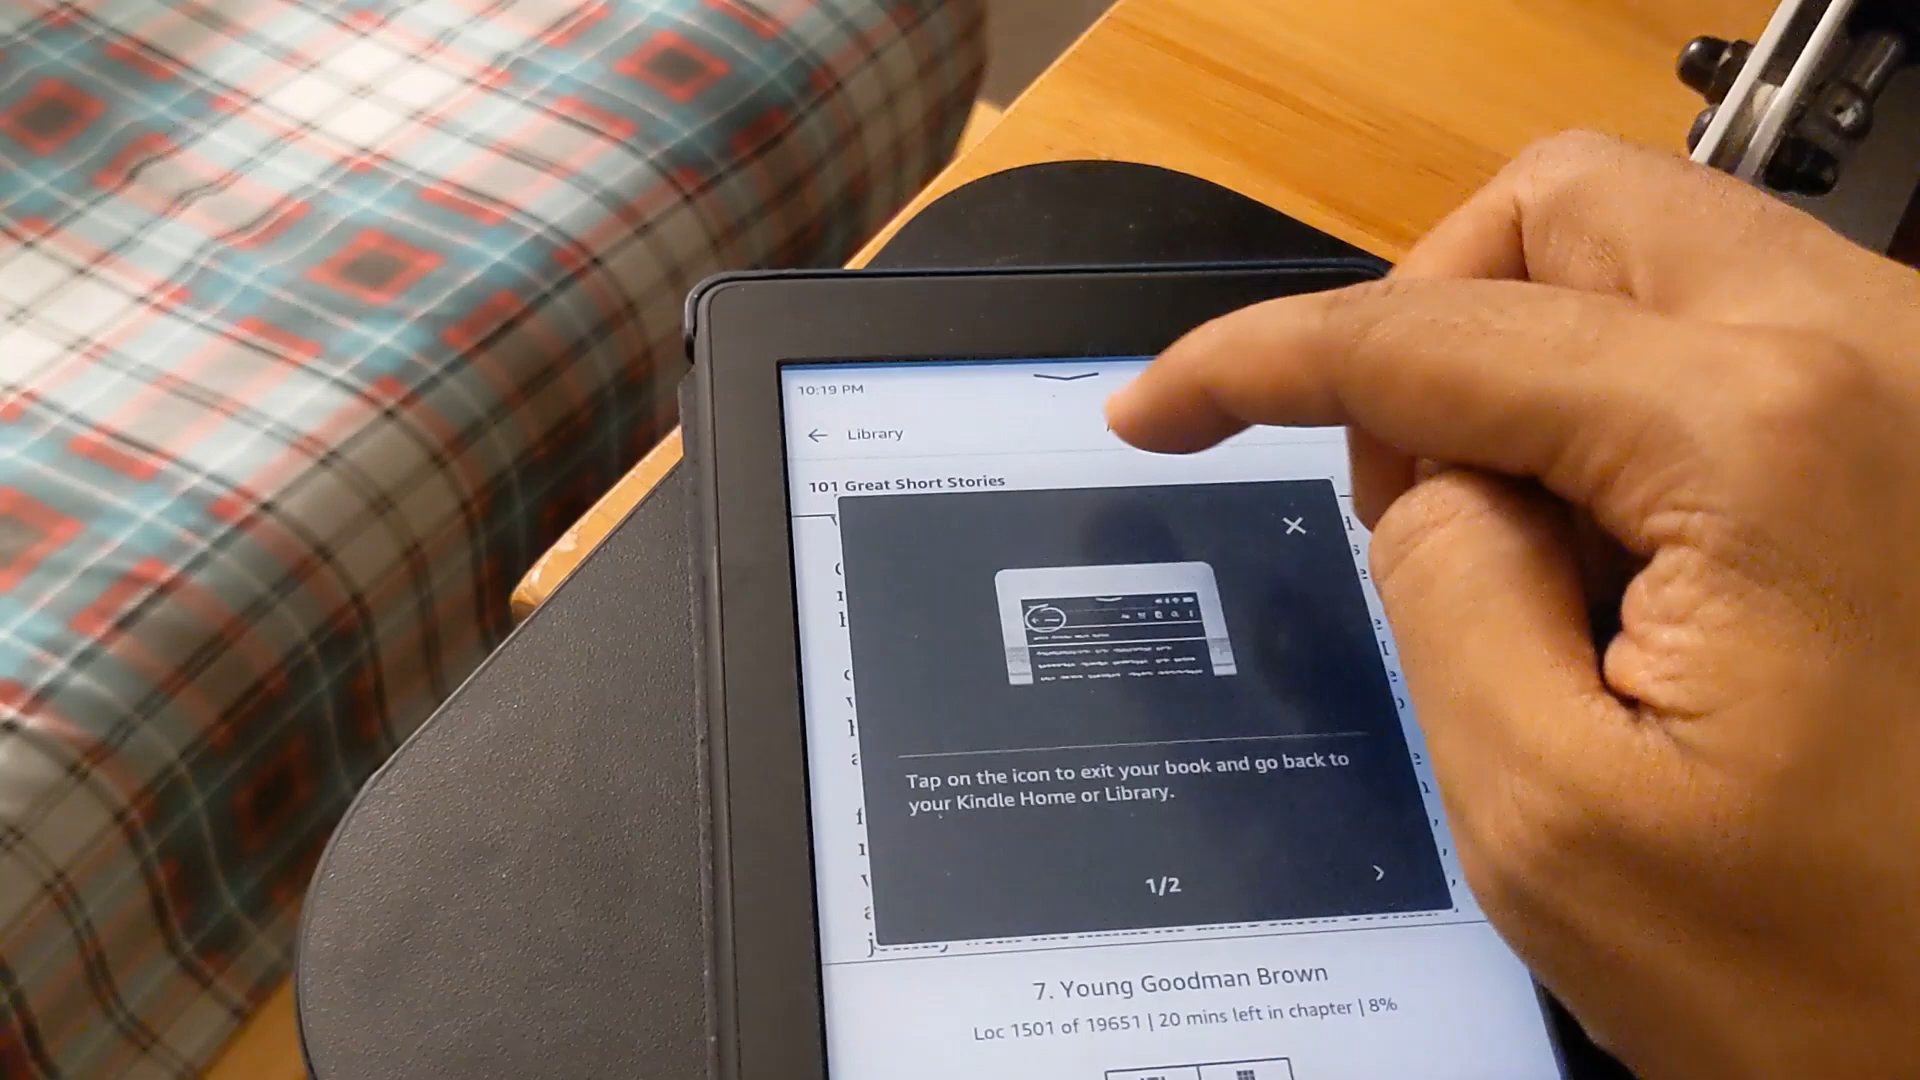 10:19 PM
Library
101 Great Short Stories
Tap on the icon to exit your book and go back to
your Kindle Home or Library.
1/2
7. Young Goodman Brown
Loc 1501 of 19651 | 20 mins left in chapter | 8%